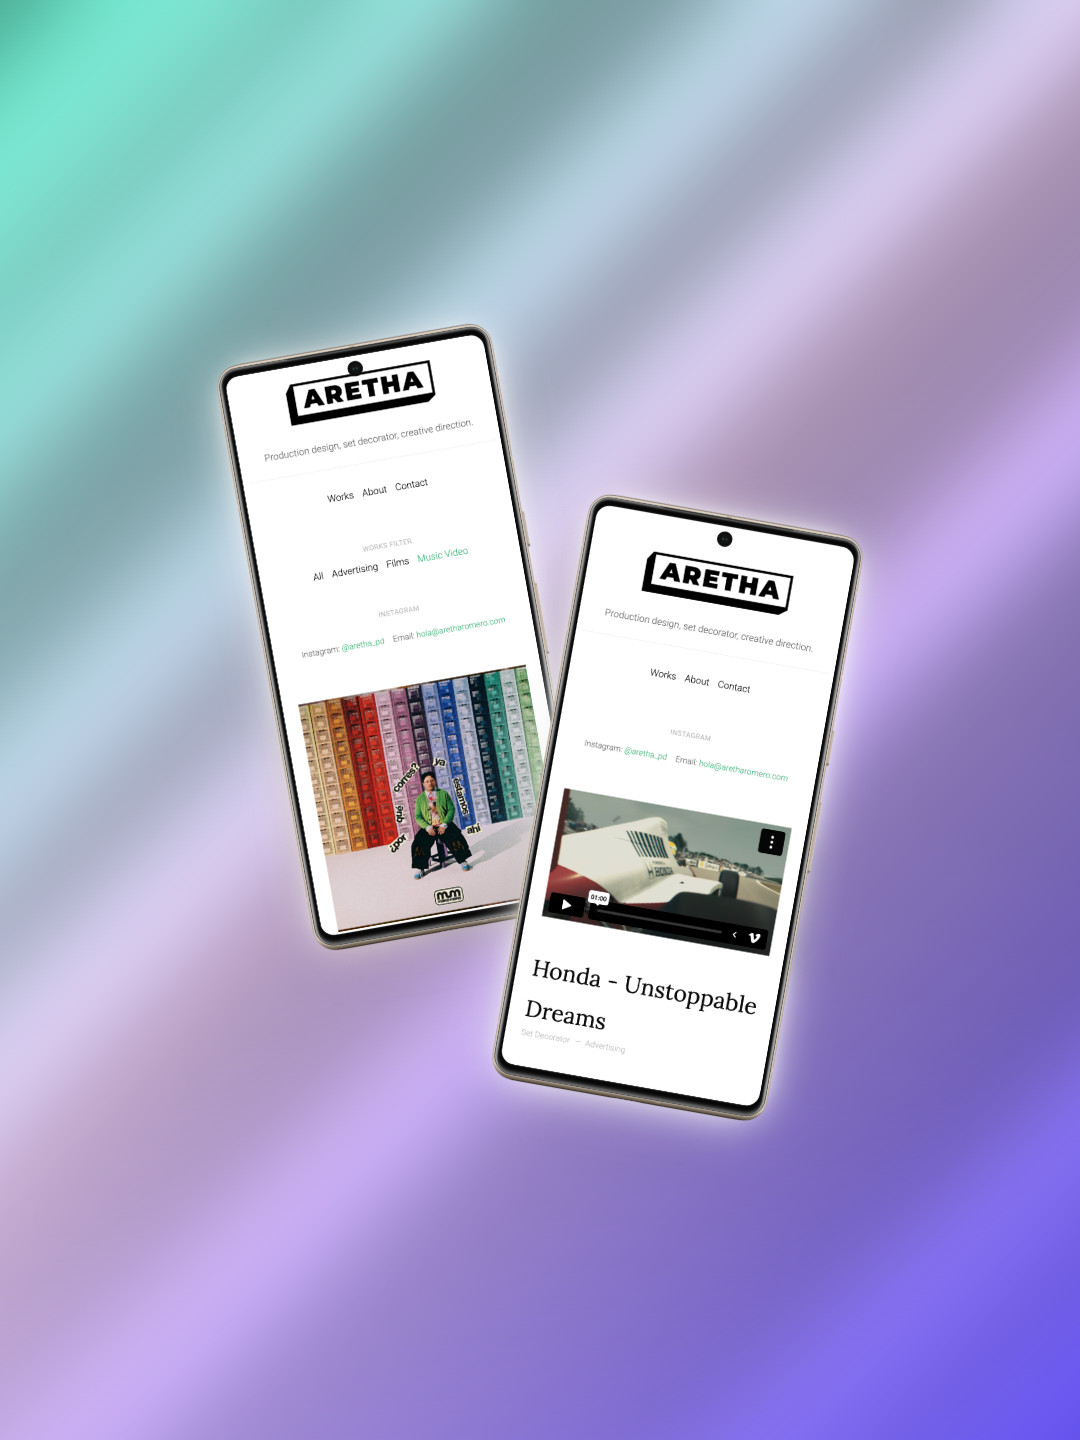 ARETHA
Production design, set decorator, creative direction.
Works About Contact
WORKS FILTER
All Advertising Films Music Video
INSTAGRAM
Instagram: @aretha_pd Email: hola@aretharomero.com
¿por qué corres? ya estamos ahí
mvm
ARETHA
Production design, set decorator, creative direction.
Works About Contact
INSTAGRAM
Instagram: @aretha_pd Email: hola@aretharomero.com
HONDA
01:00
Honda - Unstoppable
Dreams
Set Decorator — Advertising